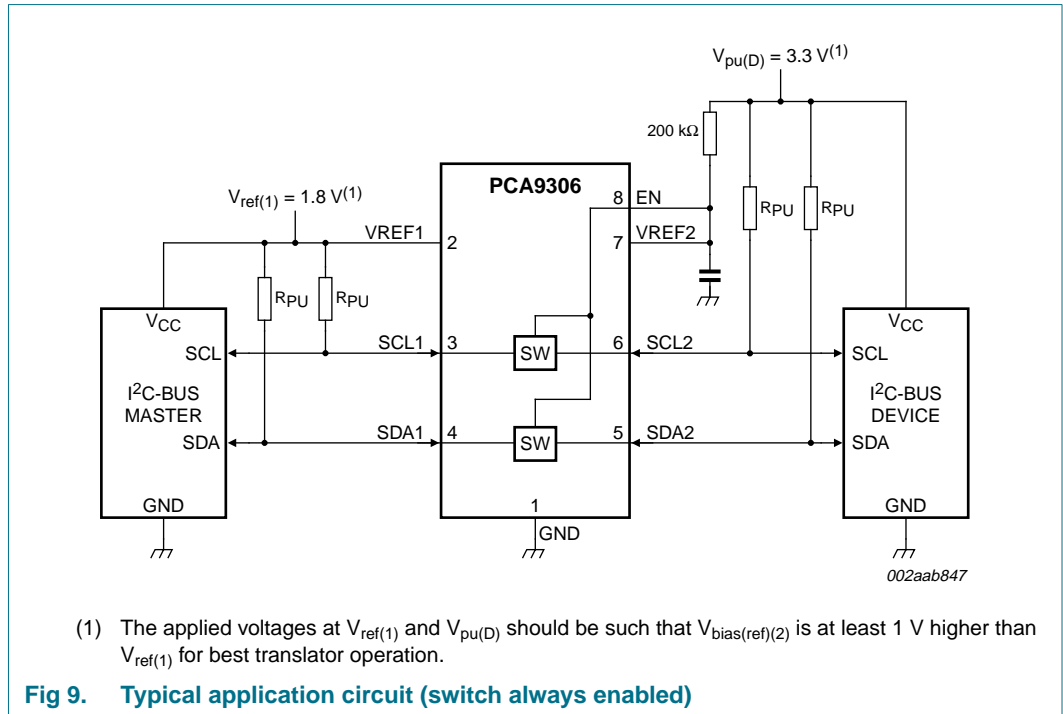 Vpu(D) = 3.3 V(1)
200 kΩ
PCA9306
Vref(1) = 1.8 V(1)
8 EN
RPU RPU
VREF1 2
7 VREF2
RPU RPU
VCC
VCC
SCL
SCL1 3
SW
6 SCL2
SCL
I2C-BUS
MASTER
I2C-BUS
DEVICE
SDA
SDA1 4
SW
5 SDA2
SDA
GND
1
GND
GND
002aab847
(1) The applied voltages at Vref(1) and Vpu(D) should be such that Vbias(ref)(2) is at least 1 V higher than
Vref(1) for best translator operation.
Fig 9. Typical application circuit (switch always enabled)